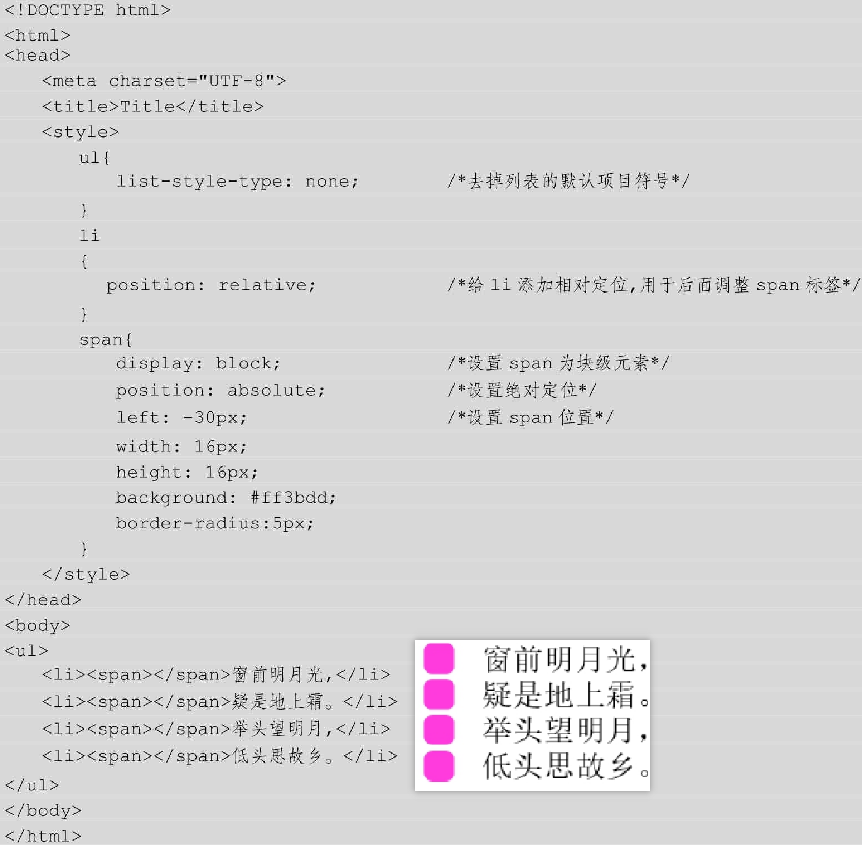 <!DOCTYPE html>
<html>
<head>
<meta charset="UTF-8">
<title>Title</title>
<style>
ul{
list-style-type: none; /*去掉列表的默认项目符号*/
}
li
{
position: relative; /*给 li 添加相对定位,用于后面调整 span 标签*/
}
span{
display: block; /*设置 span 为块级元素*/
position: absolute; /*设置绝对定位*/
left: -30px; /*设置 span 位置*/
width: 16px;
height: 16px;
background: #ff3bdd;
border-radius:5px;
}
</style>
</head>
<body>
<ul>
<li><span></span>窗前明月光,</li>
<li><span></span>疑是地上霜。</li>
<li><span></span>举头望明月,</li>
<li><span></span>低头思故乡。</li>
</ul>
</body>
</html>
窗前明月光,
疑是地上霜。
举头望明月,
低头思故乡。